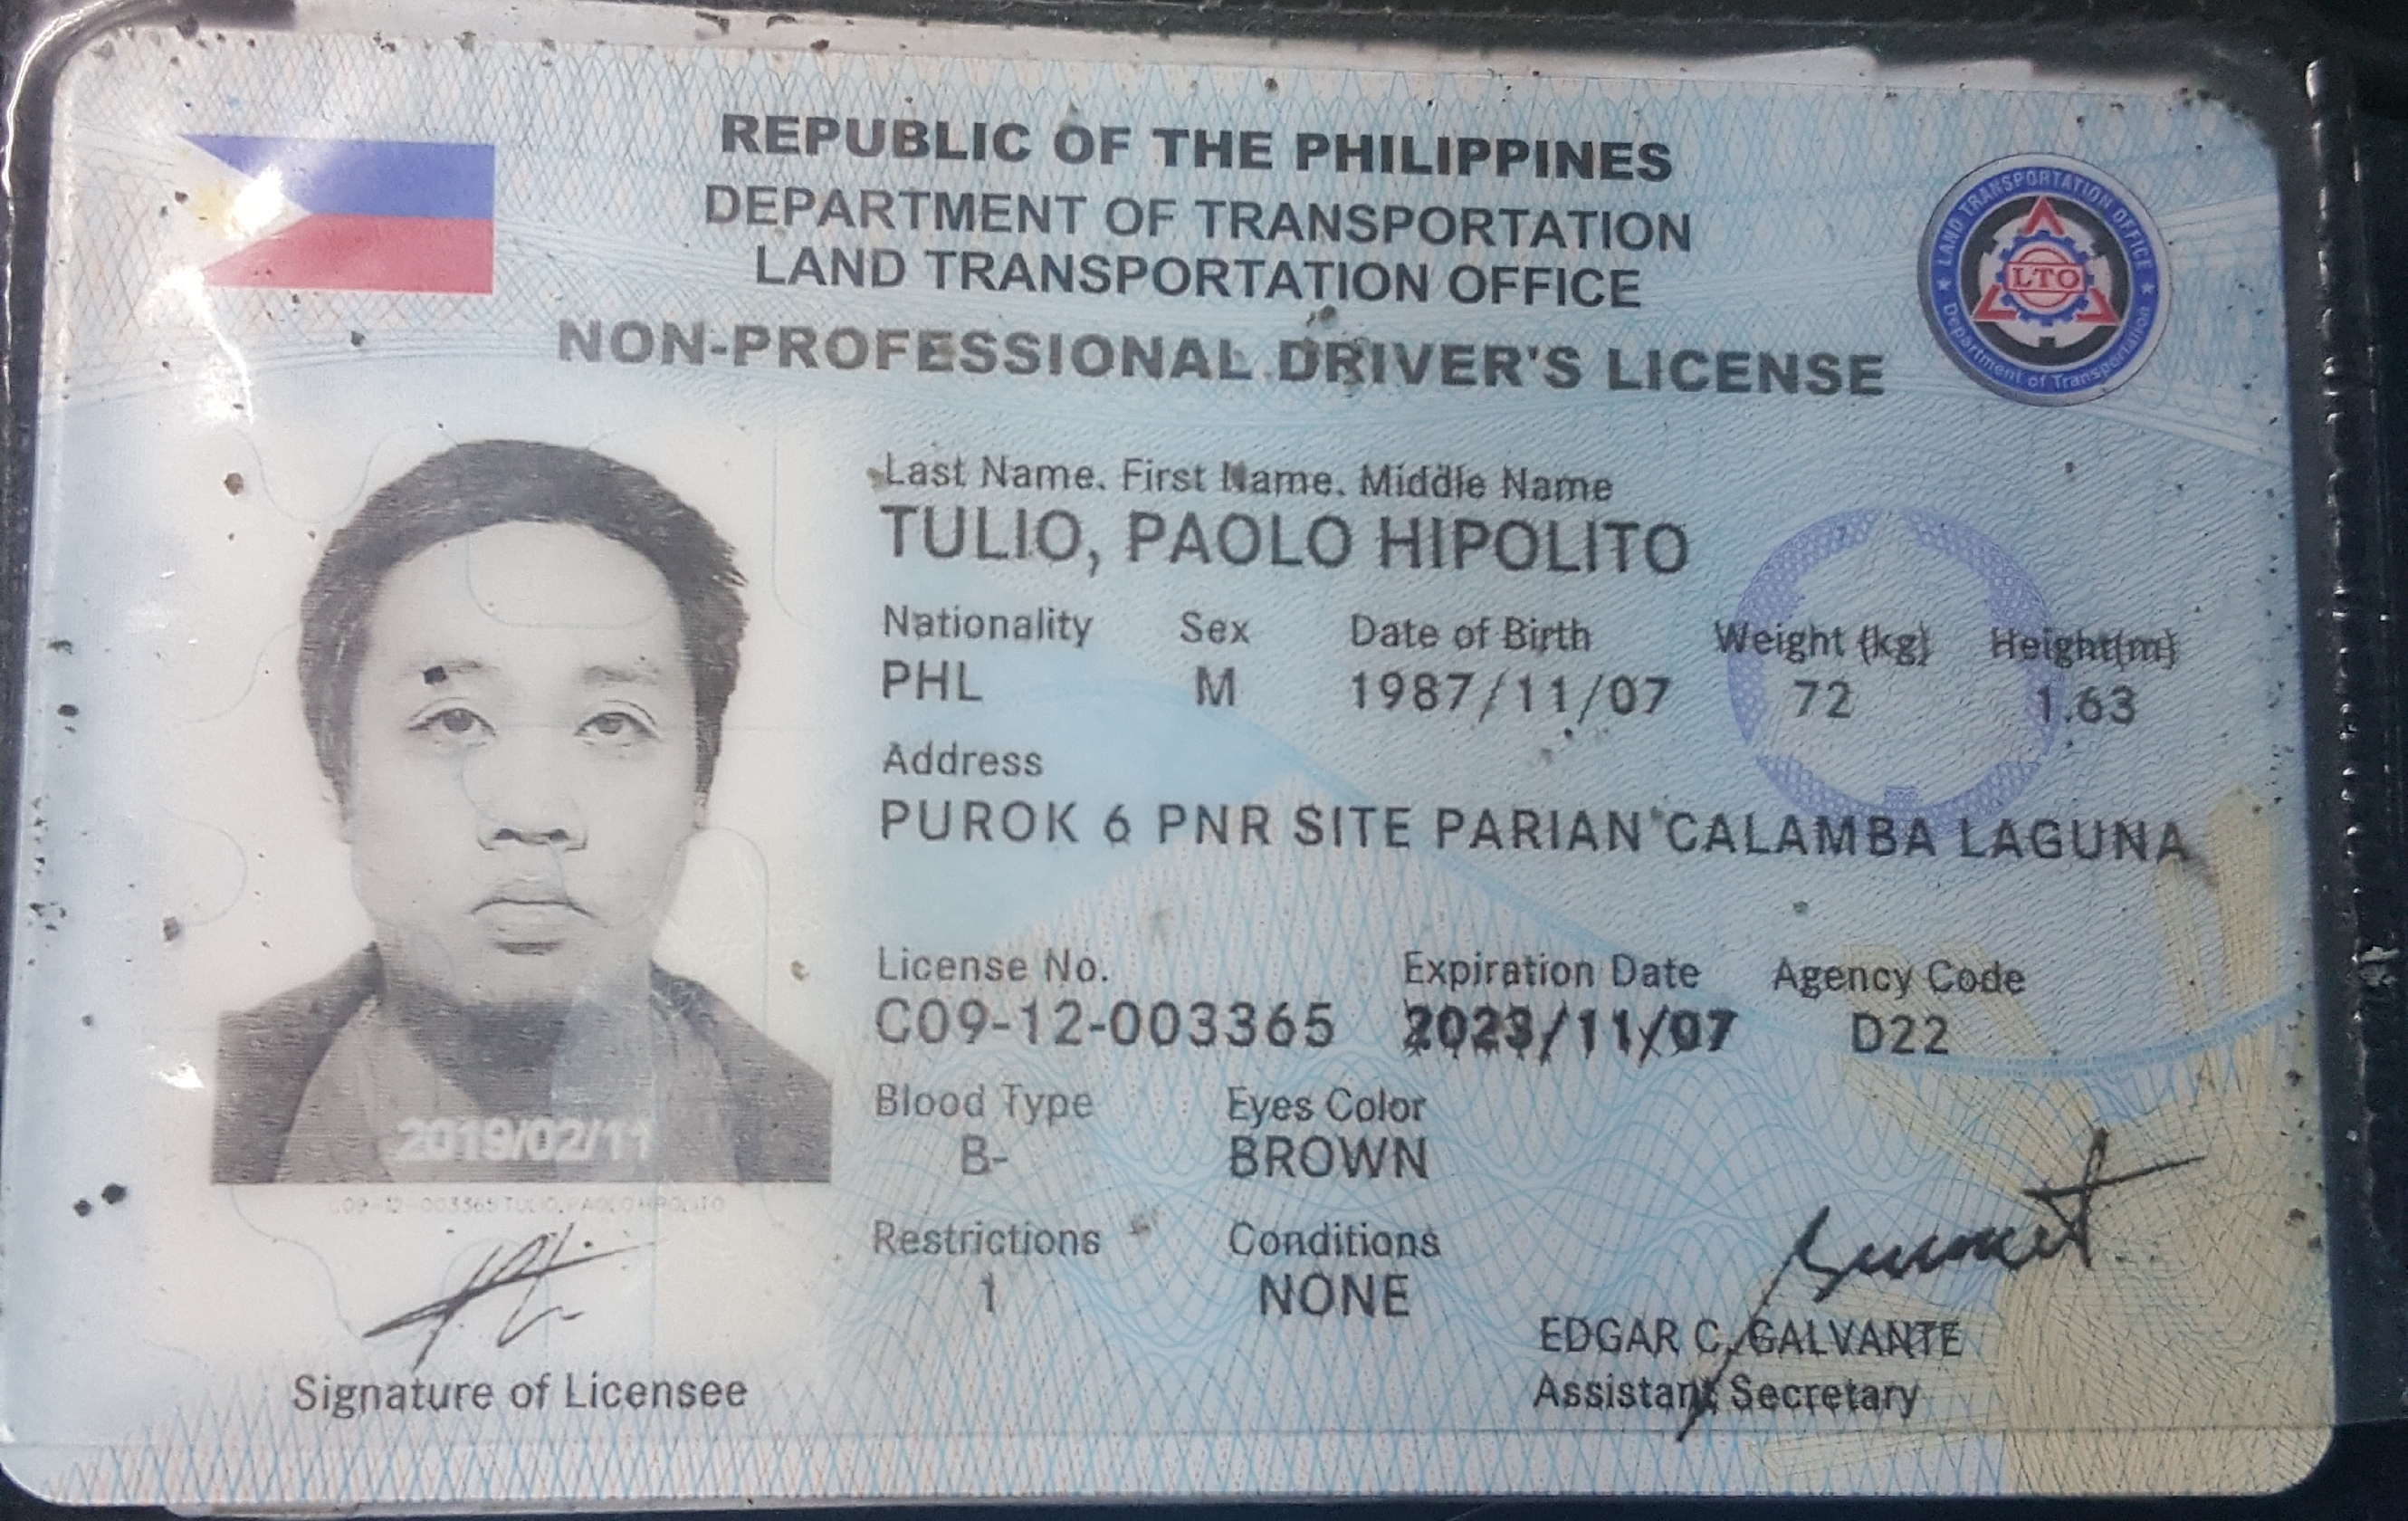 REPUBLIC OF THE PHILIPPINES
DEPARTMENT OF TRANSPORTATION
LAND TRANSPORTATION OFFICE
NON-PROFESSIONAL DRIVER'S LICENSE
LAND TRANSPORTATION OFFICE
LTO
Department of Transportation
Last Name. First Name. Middle Name
TULIO, PAOLO HIPOLITO
Nationality Sex Date of Birth Weight (kg) Height(m)
PHL M 1987/11/07 72 1.63
Address
PUROK 6 PNR SITE PARIAN CALAMBA LAGUNA
License No. Expiration Date Agency Code
C09-12-003365 2023/11/07 D22
Blood Type Eyes Color
B- BROWN
Restrictions Conditions
1 NONE
2019/02/11
C09-12-003365 TULIO, PAOLO HIPOLITO
Signature of Licensee
EDGAR C. GALVANTE
Assistant Secretary